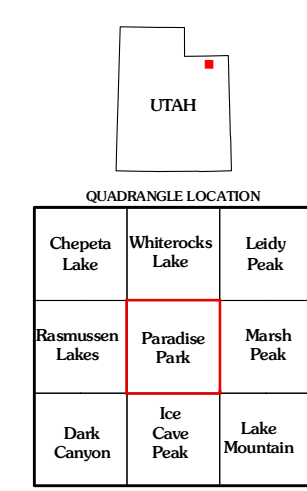 UTAH
QUADRANGLE LOCATION
Chepeta
Lake
Whiterocks
Lake
Leidy
Peak
Rasmussen
Lakes
Paradise
Park
Marsh
Peak
Dark
Canyon
Ice
Cave
Peak
Lake
Mountain